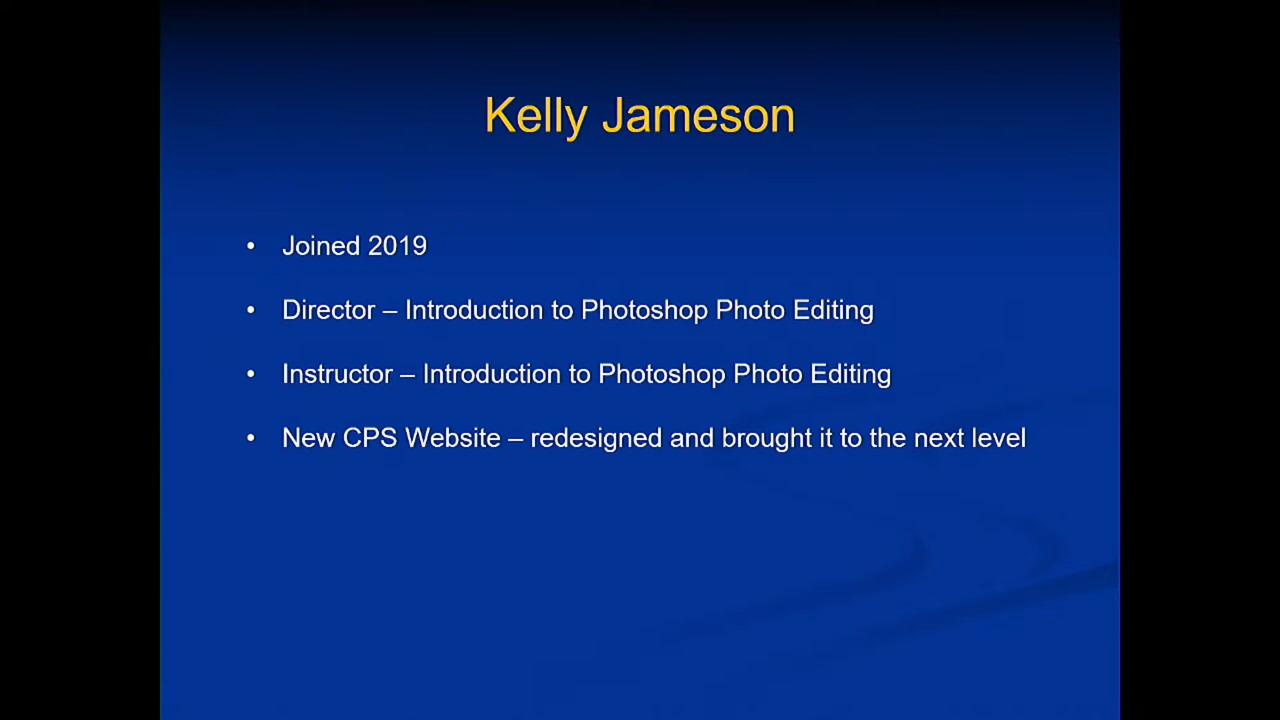 Kelly Jameson
• Joined 2019
• Director – Introduction to Photoshop Photo Editing
• Instructor – Introduction to Photoshop Photo Editing
• New CPS Website – redesigned and brought it to the next level